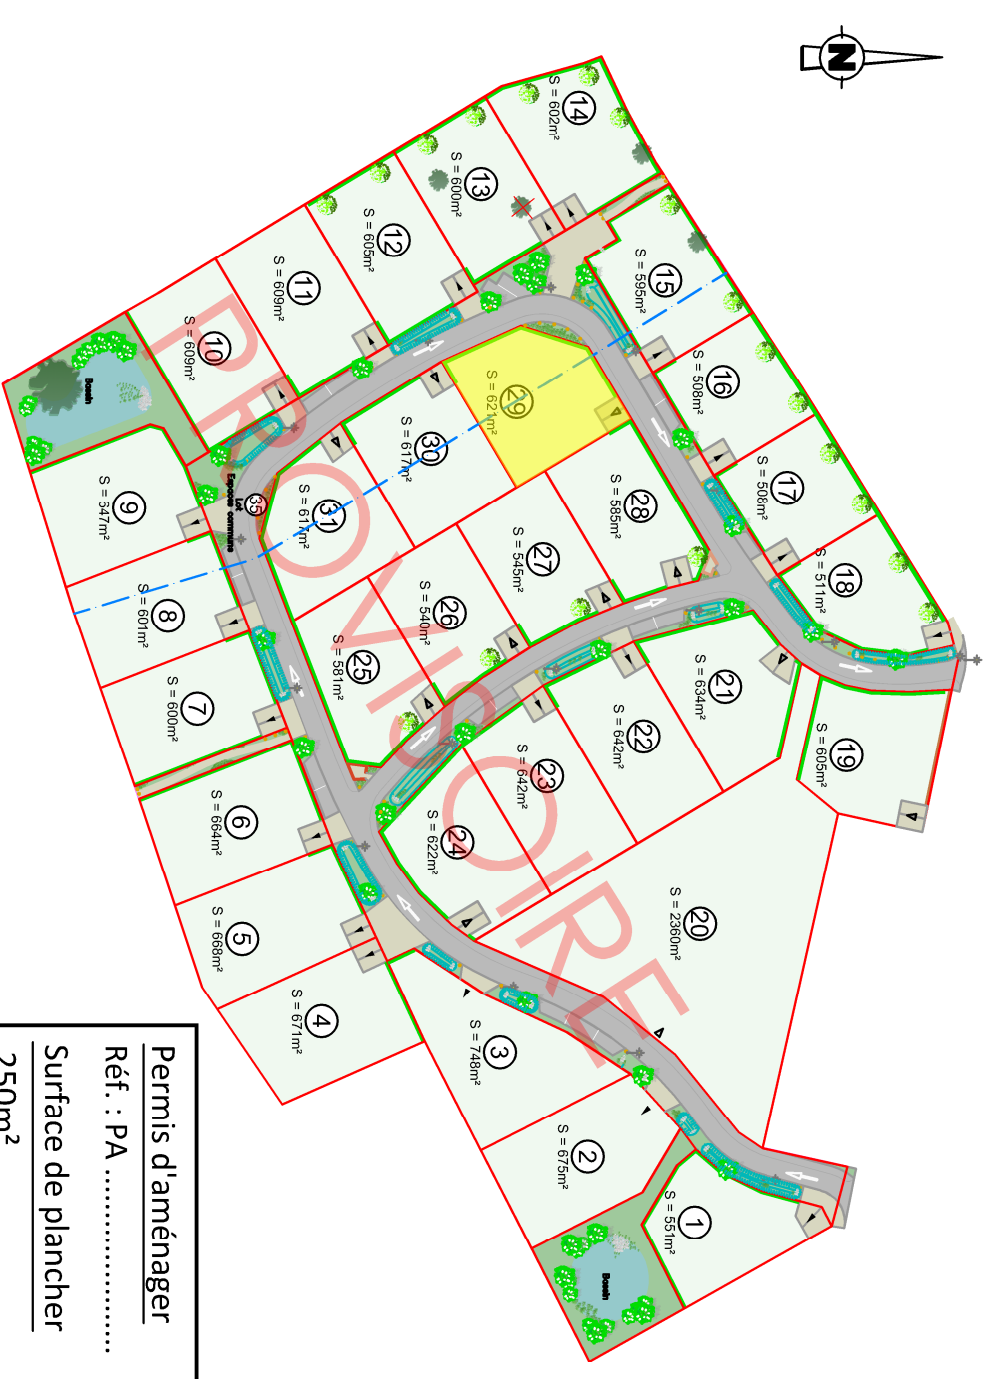 N
14
S = 602m²
13
S = 600m²
12
S = 605m²
11
S = 609m²
10
S = 609m²
15
S = 595m²
16
S = 508m²
17
S = 508m²
18
S = 511m²
19
S = 605m²
29
S = 621m²
30
S = 617m²
31
S = 617m²
28
S = 585m²
27
S = 545m²
26
S = 540m²
25
S = 581m²
21
S = 634m²
22
S = 642m²
23
S = 642m²
24
S = 622m²
20
S = 2360m²
9
S = 547m²
8
S = 601m²
7
S = 600m²
6
S = 664m²
5
S = 668m²
4
S = 671m²
3
S = 748m²
2
S = 675m²
1
S = 551m²
Bassin
Bassin
35
Lot
Espaces commune
PROVISOIRE
Permis d'aménager
Réf. : PA ........................
Surface de plancher
250m²